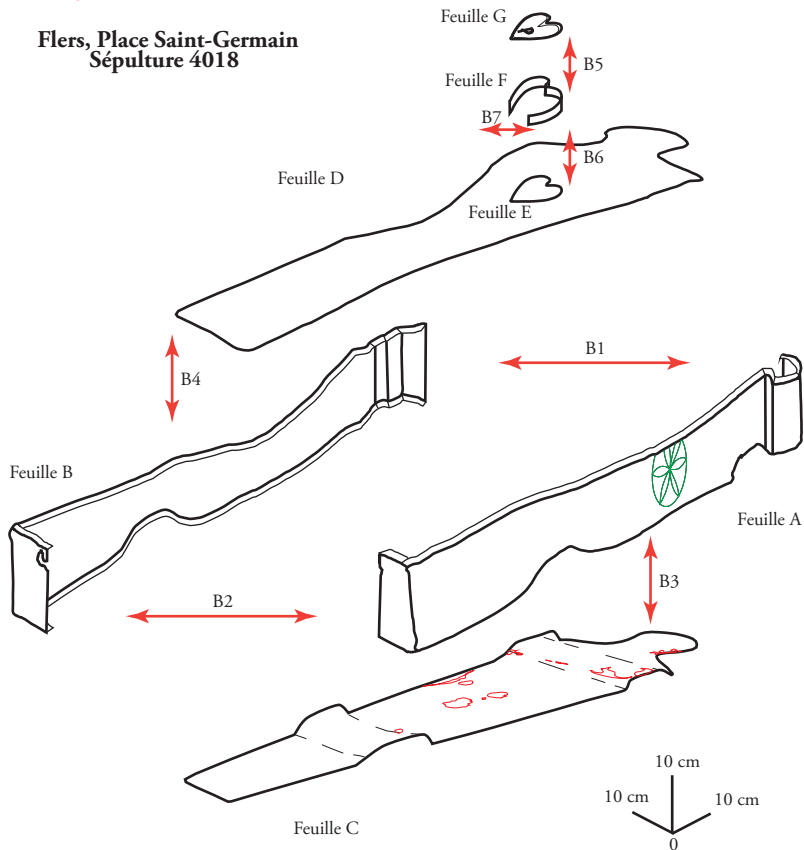 Flers, Place Saint-Germain
Sépulture 4018
Feuille G
B5
Feuille F
B7
B6
Feuille D
Feuille E
B4
B1
Feuille B
Feuille A
B2
B3
10 cm
10 cm
10 cm
0
Feuille C